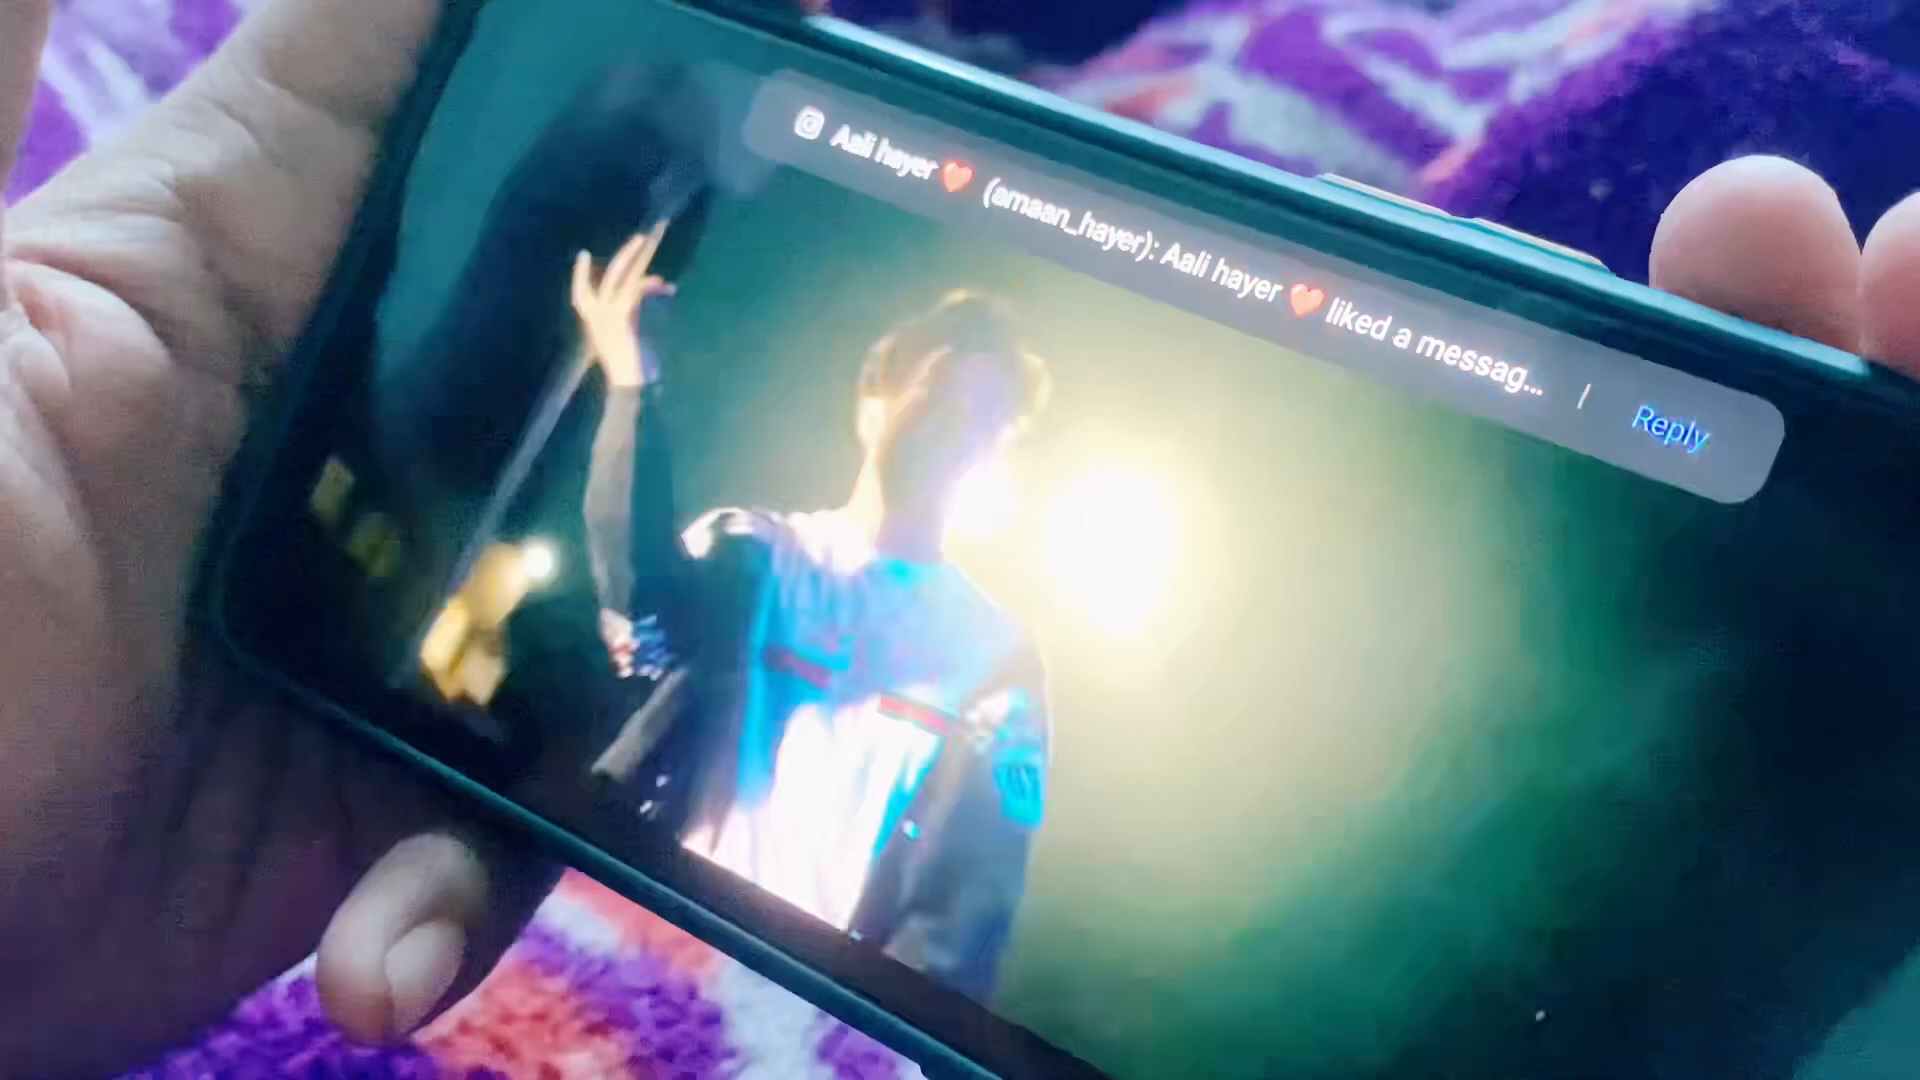 Aali hayer ❤️ (amaan_hayer): Aali hayer ❤️ liked a messag... | Reply